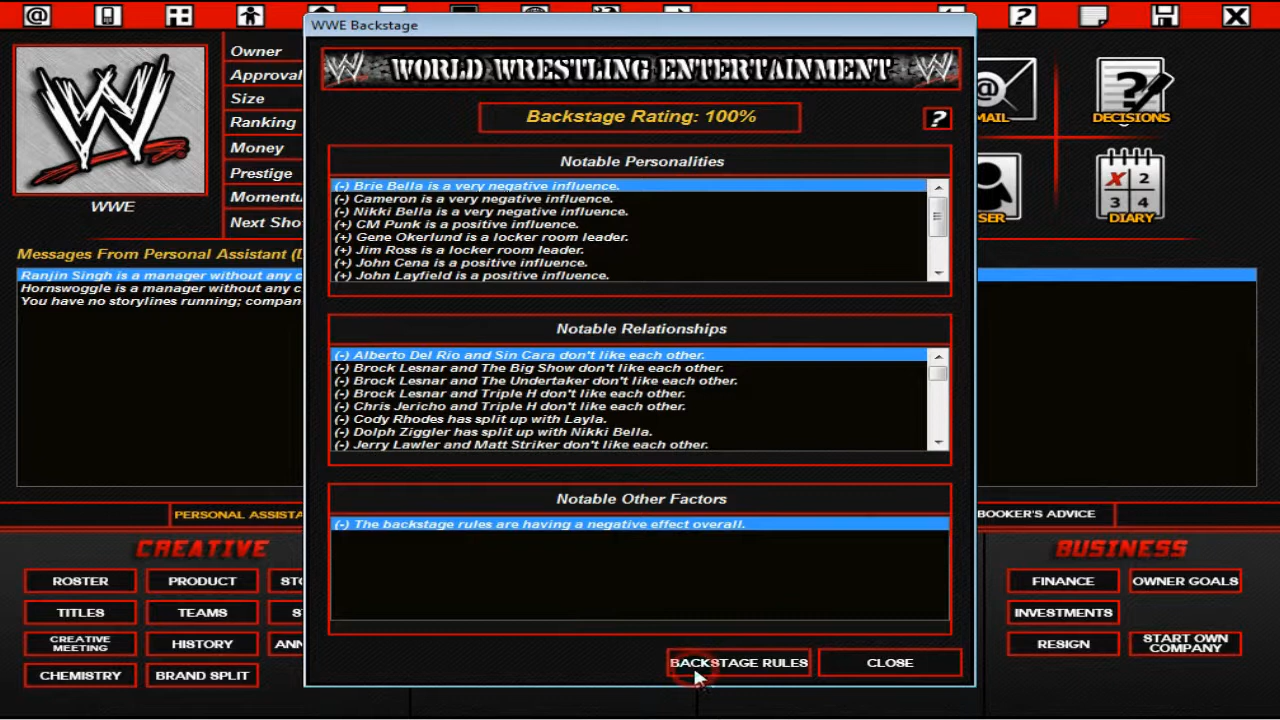 WWE Backstage
WORLD WRESTLING ENTERTAINMENT
Backstage Rating: 100%
?
Notable Personalities
(-) Brie Bella is a very negative influence.
(-) Cameron is a very negative influence.
(-) Nikki Bella is a very negative influence.
(+) CM Punk is a positive influence.
(+) Gene Okerlund is a locker room leader.
(+) Jim Ross is a locker room leader.
(+) John Cena is a positive influence.
(+) John Layfield is a positive influence.
Notable Relationships
(-) Alberto Del Rio and Sin Cara don't like each other.
(-) Brock Lesnar and The Big Show don't like each other.
(-) Brock Lesnar and The Undertaker don't like each other.
(-) Brock Lesnar and Triple H don't like each other.
(-) Chris Jericho and Triple H don't like each other.
(-) Cody Rhodes has split up with Layla.
(-) Dolph Ziggler has split up with Nikki Bella.
(-) Jerry Lawler and Matt Striker don't like each other.
Notable Other Factors
(-) The backstage rules are having a negative effect overall.
BACKSTAGE RULES
CLOSE
WWE
Owner
Approval
Size
Ranking
Money
Prestige
Momentu
Next Sho
MAIL
DECISIONS
SER
X 2
3 4
DIARY
Messages From Personal Assistant (
Ranjin Singh is a manager without any c
Hornswoggle is a manager without any c
You have no storylines running; compan
PERSONAL ASSISTA
BOOKER'S ADVICE
CREATIVE
ROSTER
PRODUCT
STO
TITLES
TEAMS
S
CREATIVE MEETING
HISTORY
ANN
CHEMISTRY
BRAND SPLIT
BUSINESS
FINANCE
OWNER GOALS
INVESTMENTS
RESIGN
START OWN COMPANY